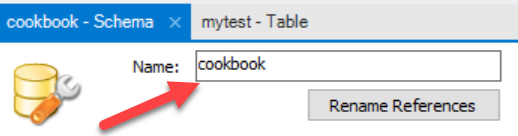 cookbook - Schema × mytest - Table
Name: cookbook
Rename References